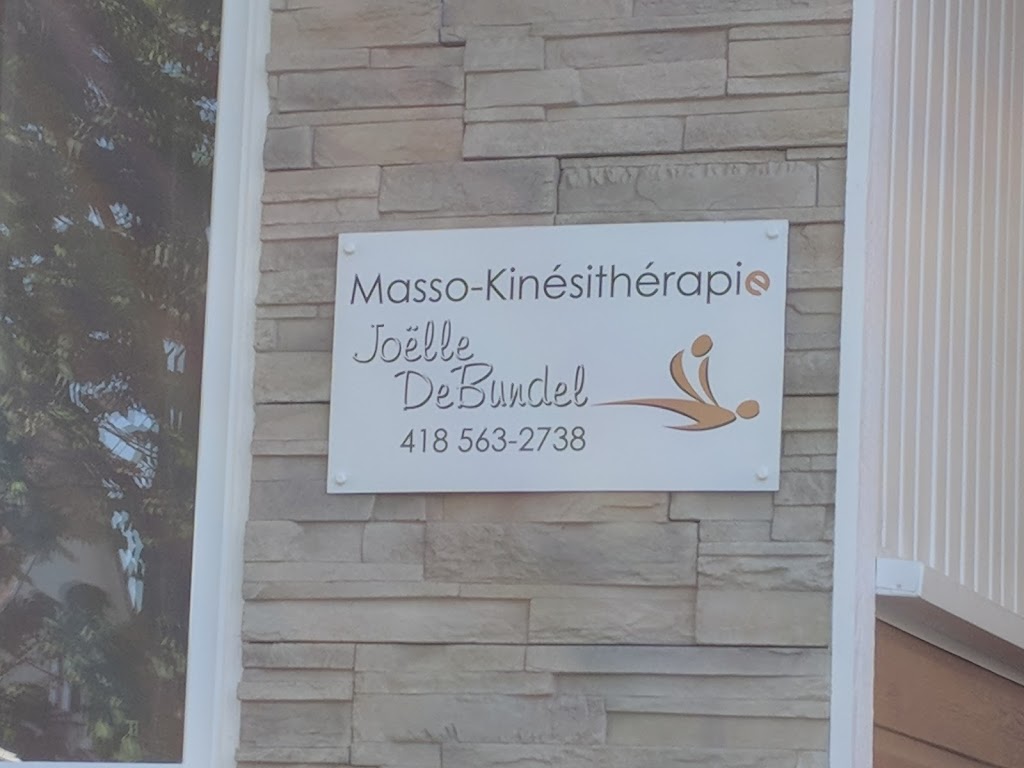 Masso-Kinésithérapie
Joëlle
DeBundel
418 563-2738